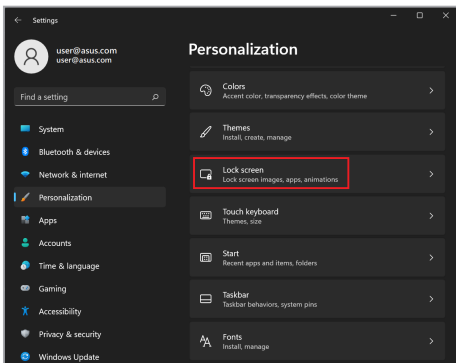 Settings
user@asus.com
user@asus.com
Find a setting
System
Bluetooth & devices
Network & internet
Personalization
Apps
Accounts
Time & language
Gaming
Accessibility
Privacy & security
Windows Update
Personalization
Colors
Accent color, transparency effects, color theme
Themes
Install, create, manage
Lock screen
Lock screen images, apps, animations
Touch keyboard
Themes, size
Start
Recent apps and items, folders
Taskbar
Taskbar behaviors, system pins
Fonts
Install, manage